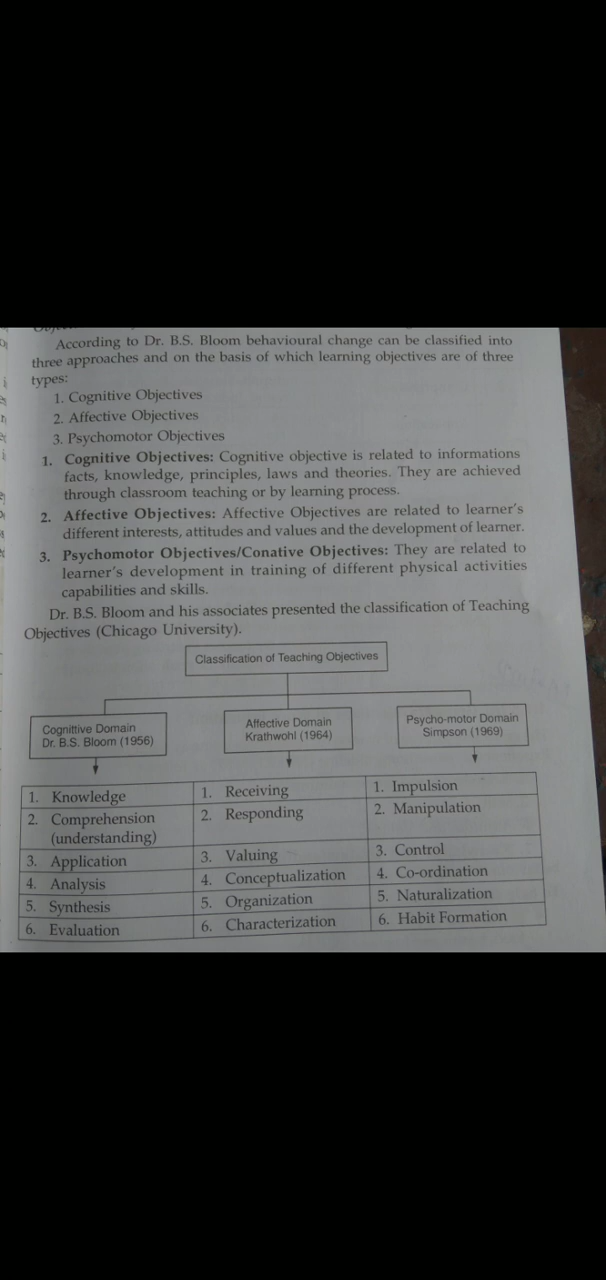 According to Dr. B.S. Bloom behavioural change can be classified into
three approaches and on the basis of which learning objectives are of three
types:
1. Cognitive Objectives
2. Affective Objectives
3. Psychomotor Objectives
1. Cognitive Objectives: Cognitive objective is related to informations
facts, knowledge, principles, laws and theories. They are achieved
through classroom teaching or by learning process.
2. Affective Objectives: Affective Objectives are related to learner's
different interests, attitudes and values and the development of learner.
3. Psychomotor Objectives/Conative Objectives: They are related to
learner's development in training of different physical activities
capabilities and skills.
Dr. B.S. Bloom and his associates presented the classification of Teaching
Objectives (Chicago University).
Classification of Teaching Objectives
Cognittive Domain
Dr. B.S. Bloom (1956)
Affective Domain
Krathwohl (1964)
Psycho-motor Domain
Simpson (1969)
1. Knowledge
2. Comprehension
(understanding)
3. Application
4. Analysis
5. Synthesis
6. Evaluation
1. Receiving
2. Responding
3. Valuing
4. Conceptualization
5. Organization
6. Characterization
1. Impulsion
2. Manipulation
3. Control
4. Co-ordination
5. Naturalization
6. Habit Formation